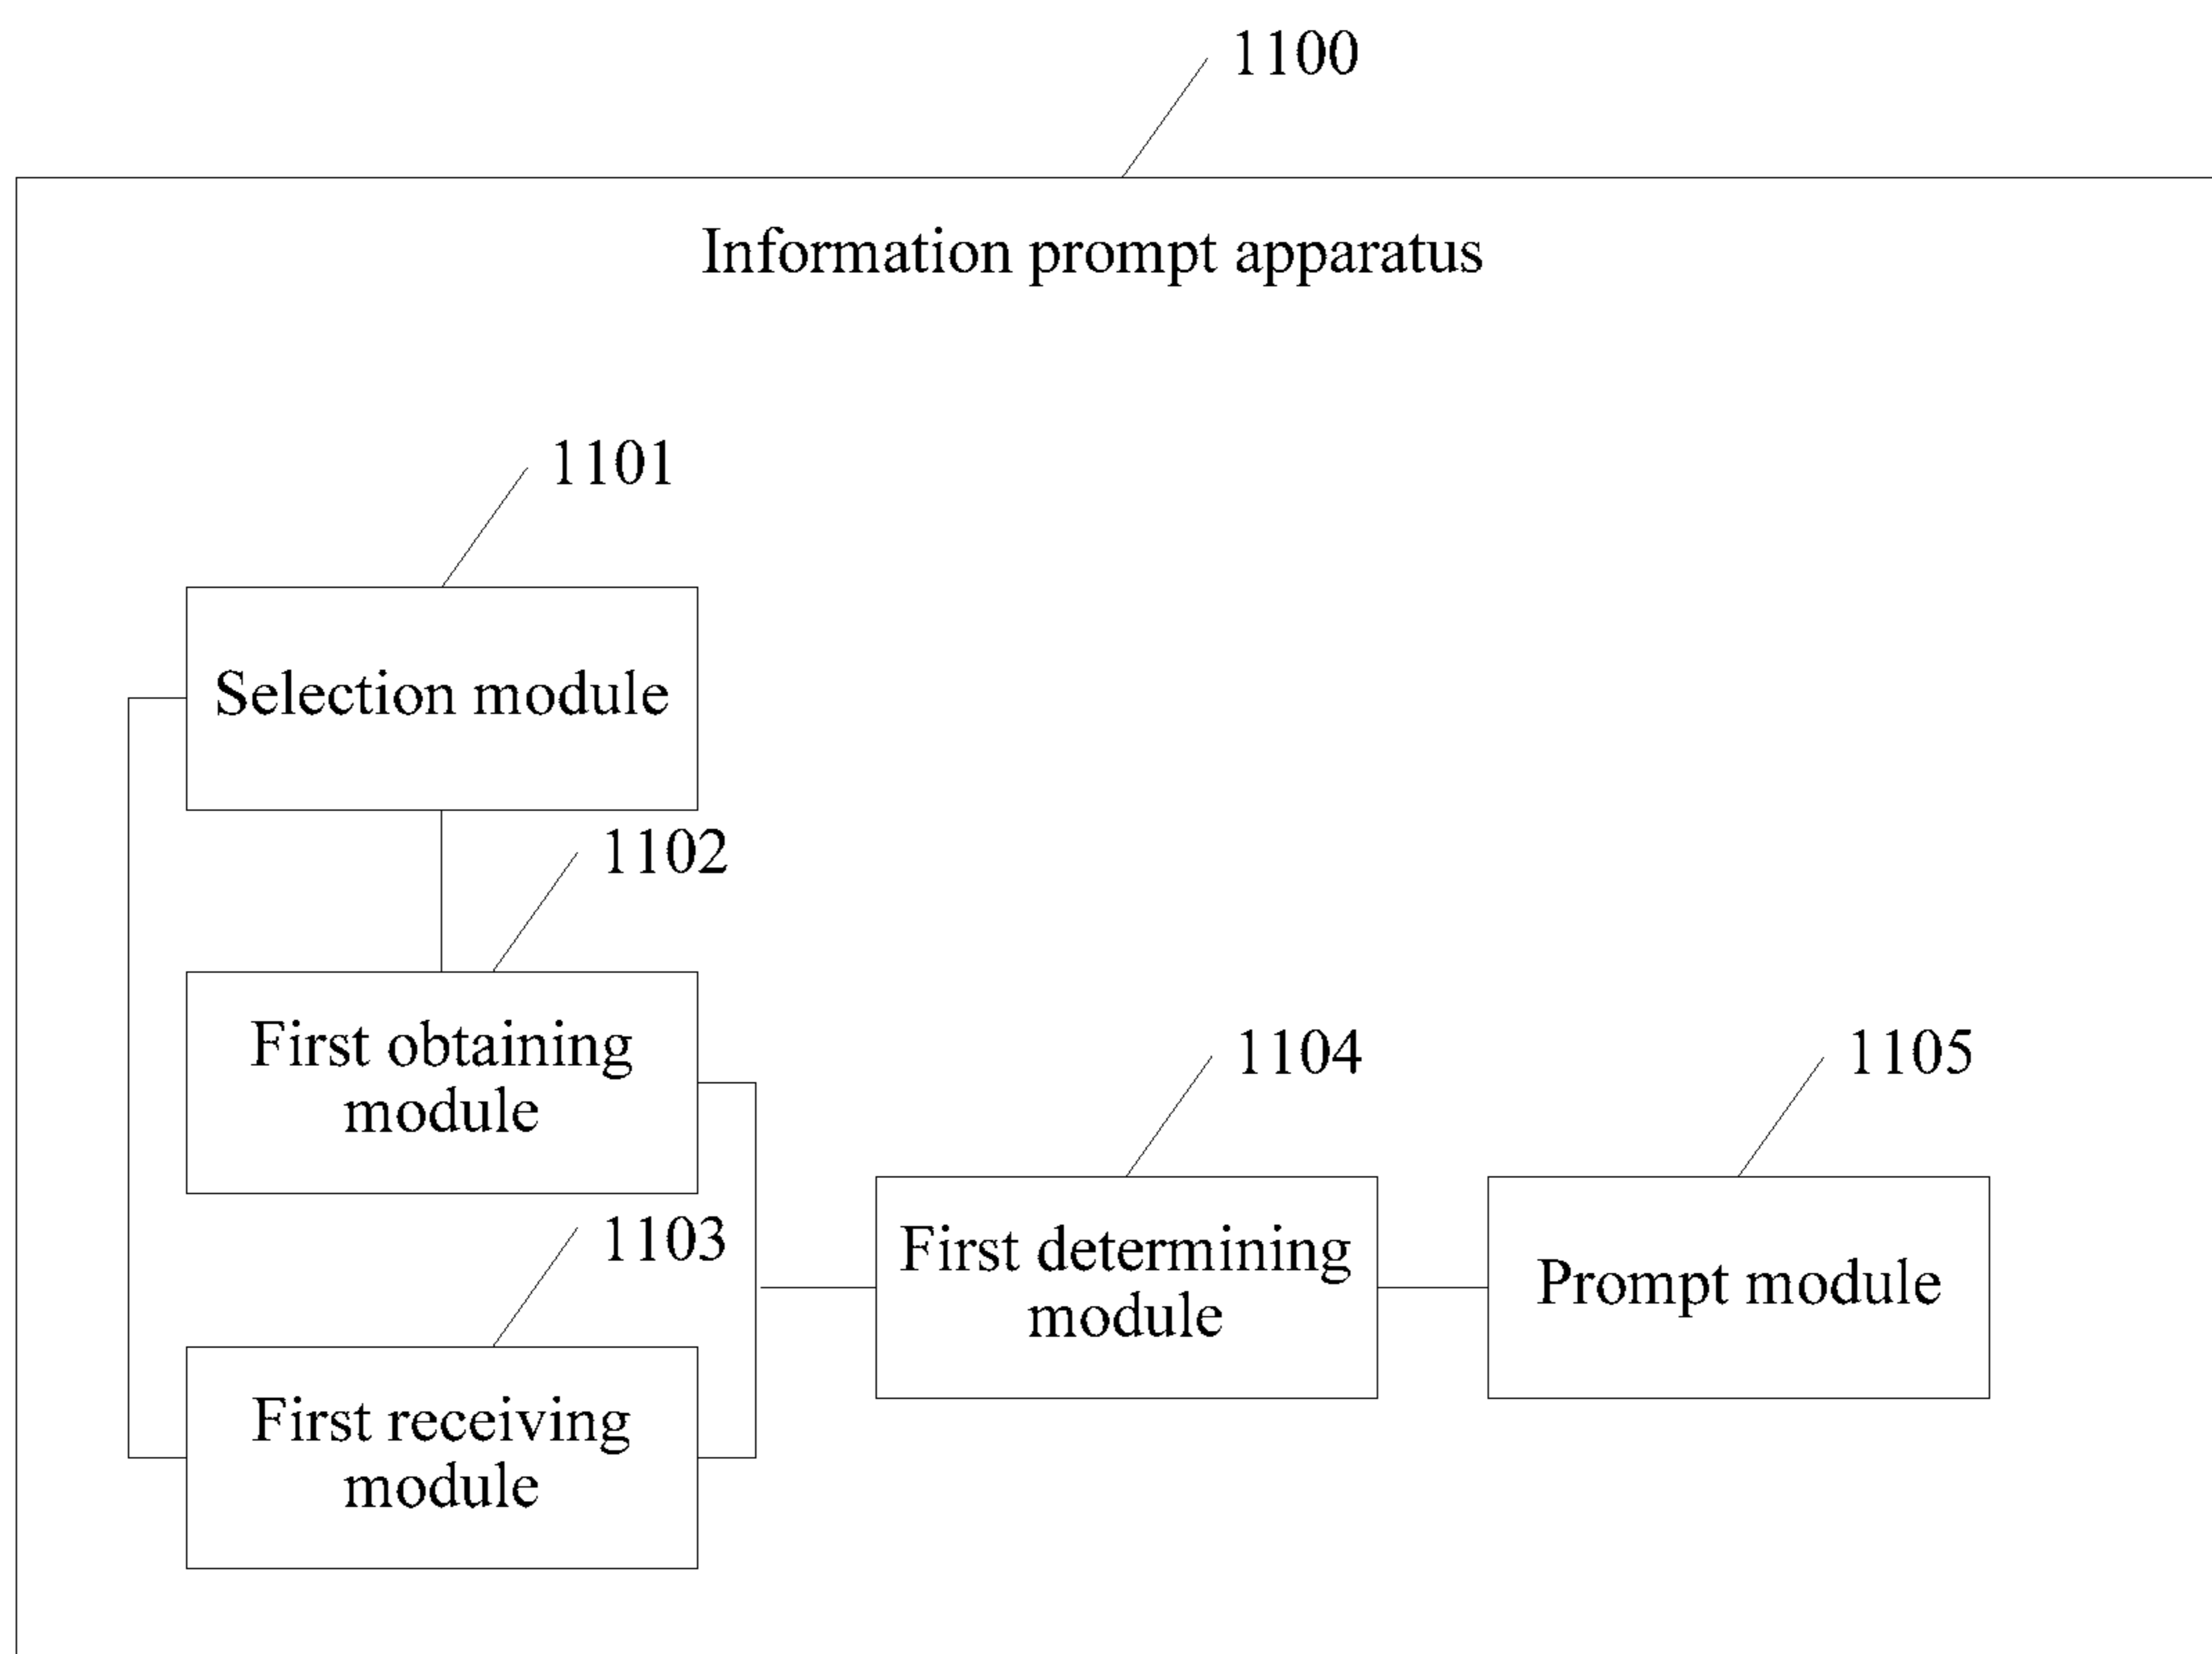 1100
Information prompt apparatus
1101
Selection module
1102
First obtaining
module
1103
First receiving
module
1104
First determining
module
1105
Prompt module